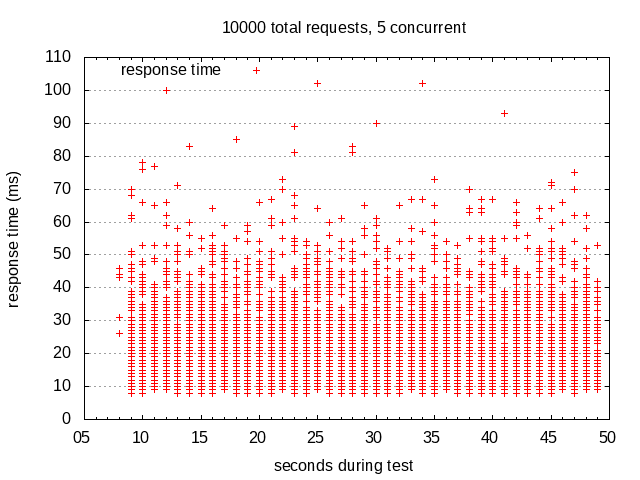 10000 total requests, 5 concurrent
response time
response time (ms)
110
100
90
80
70
60
50
40
30
20
10
0
05 10 15 20 25 30 35 40 45 50
seconds during test